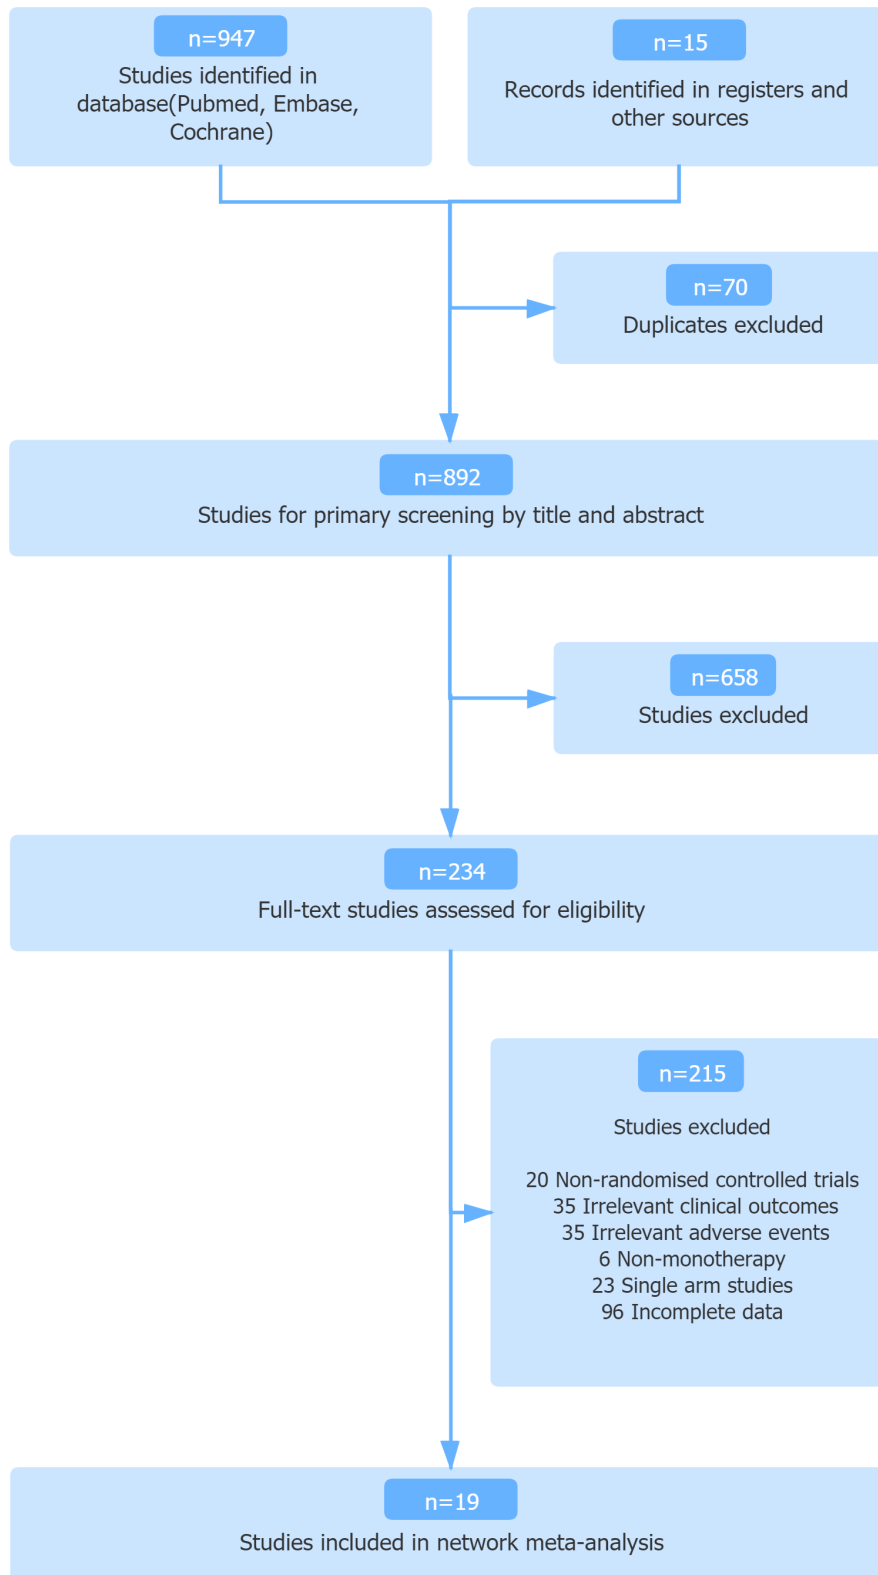 n=947
Studies identified in
database(Pubmed, Embase,
Cochrane)
n=15
Records identified in registers and
other sources
n=70
Duplicates excluded
n=892
Studies for primary screening by title and abstract
n=658
Studies excluded
n=234
Full-text studies assessed for eligibility
n=215
Studies excluded
20 Non-randomised controlled trials
35 Irrelevant clinical outcomes
35 Irrelevant adverse events
6 Non-monotherapy
23 Single arm studies
96 Incomplete data
n=19
Studies included in network meta-analysis